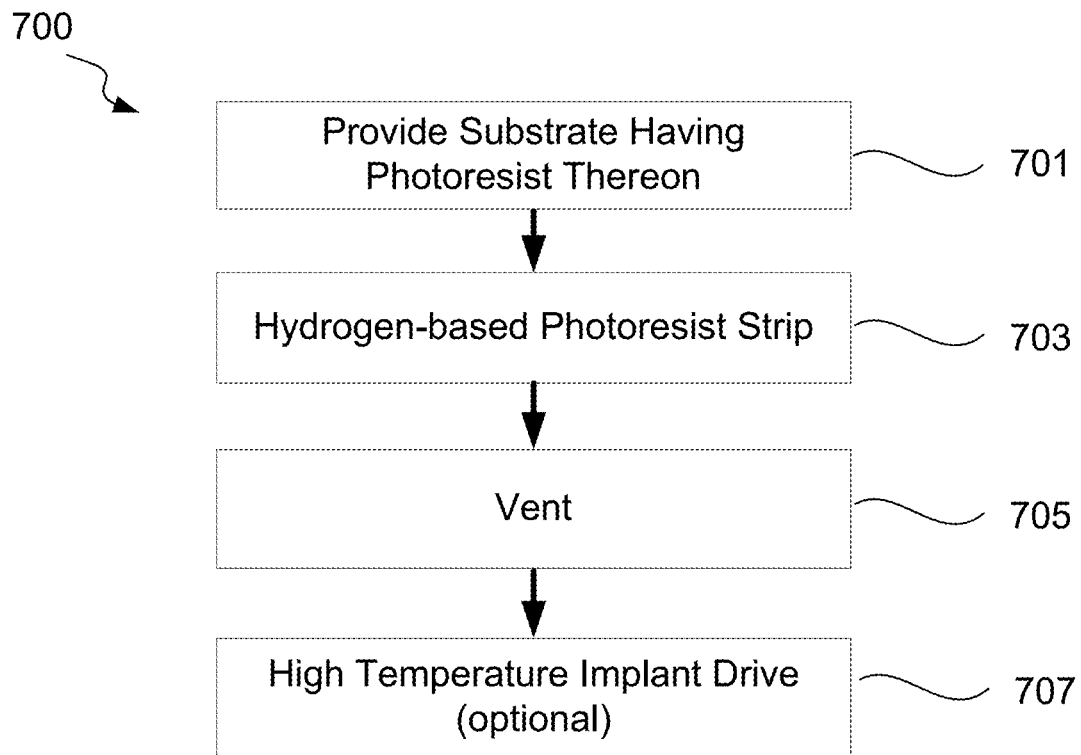 700
Provide Substrate Having
Photoresist Thereon
701
Hydrogen-based Photoresist Strip
703
Vent
705
High Temperature Implant Drive
(optional)
707